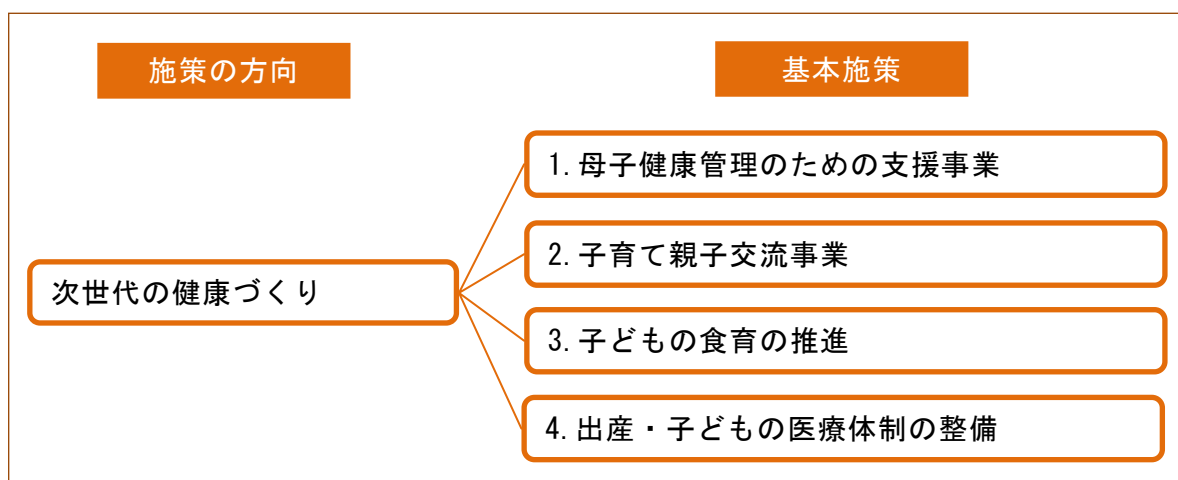 施策の方向
基本施策
次世代の健康づくり
1.母子健康管理のための支援事業
2.子育て親子交流事業
3.子どもの食育の推進
4.出産・子どもの医療体制の整備